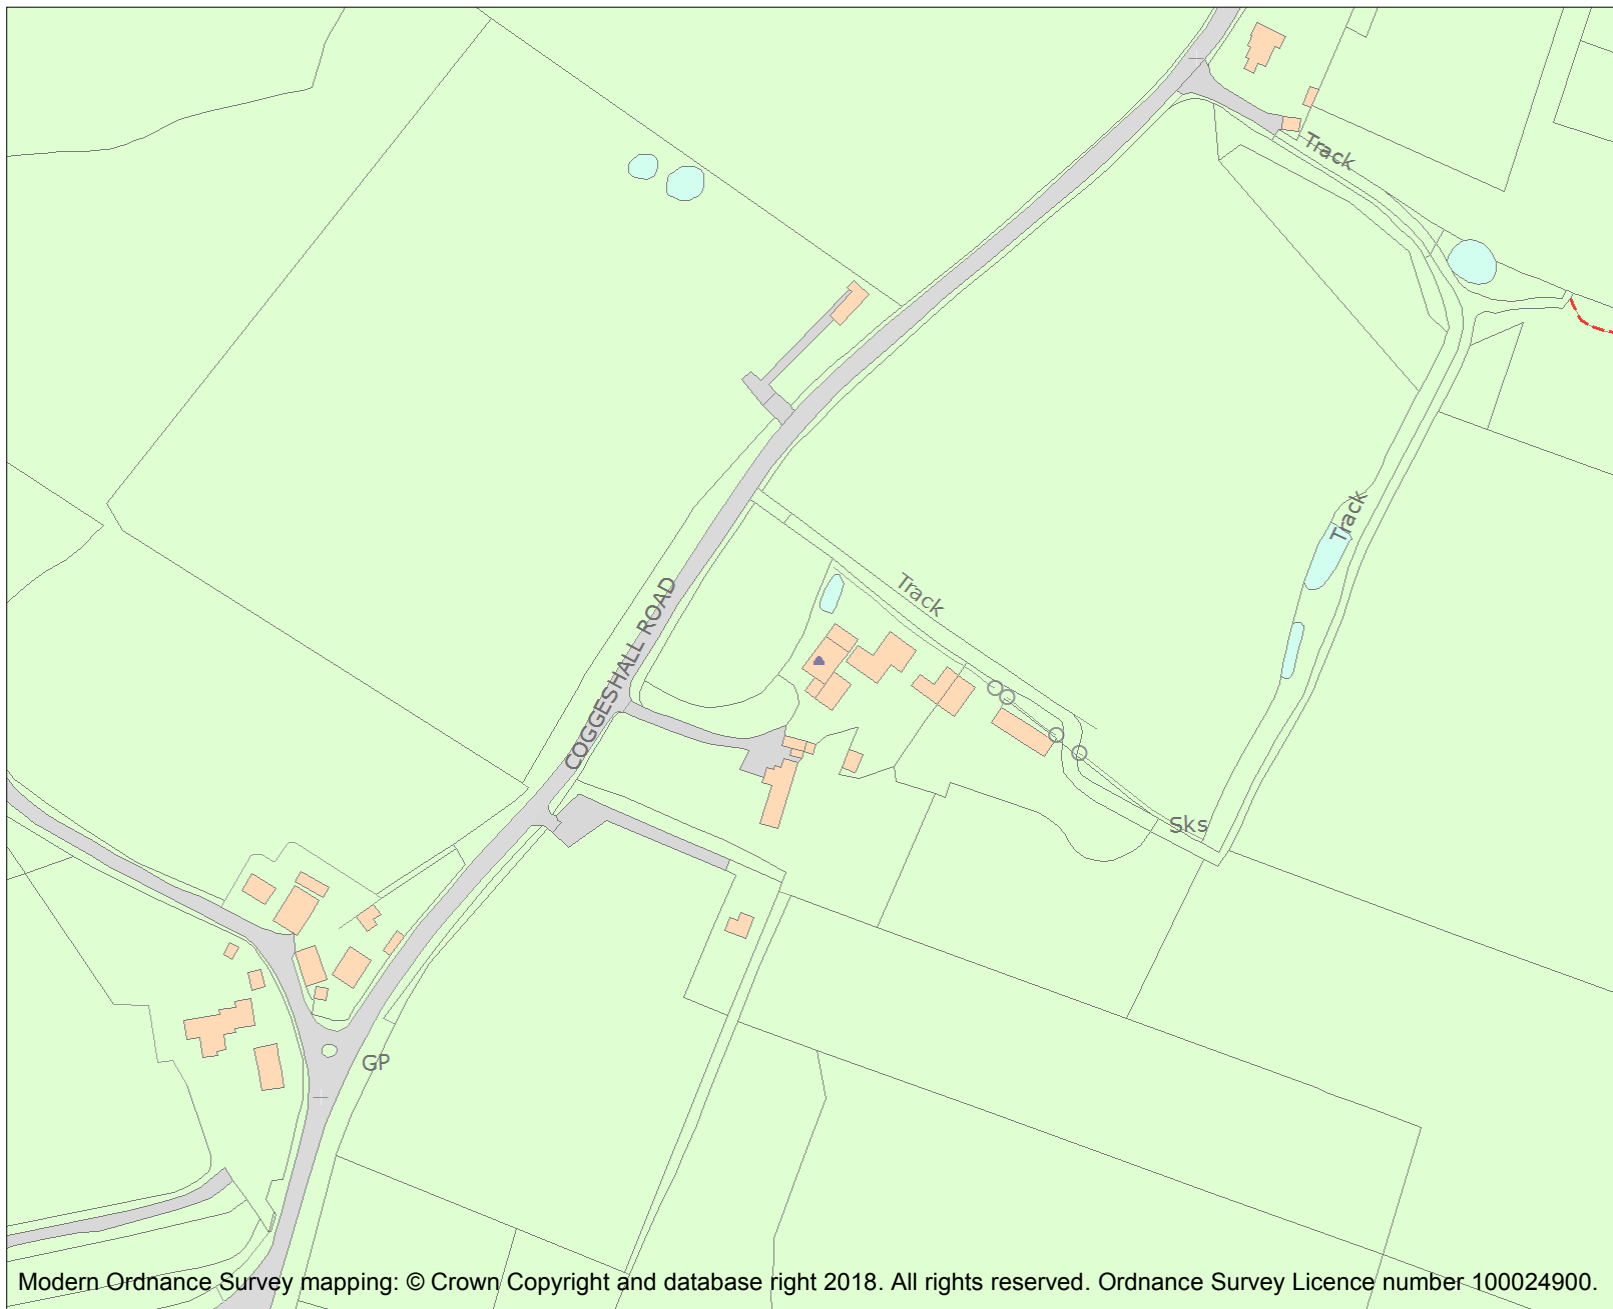 Track
Track
Track
COGGESHALL ROAD
Sks
GP
Modern Ordnance Survey mapping: © Crown Copyright and database right 2018. All rights reserved. Ordnance Survey Licence number 100024900.